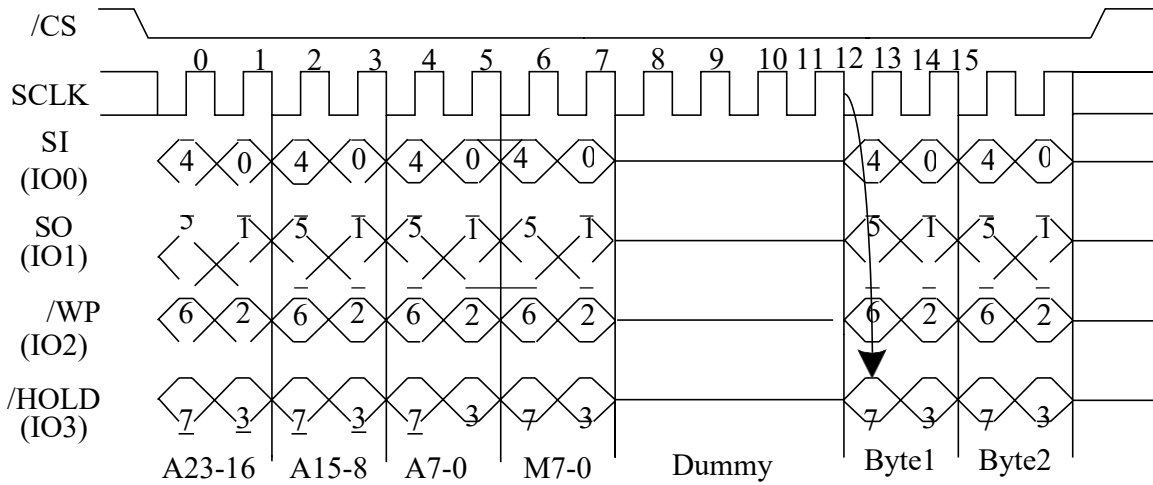 /CS
0 1 2 3 4 5 6 7 8 9 10 11 12 13 14 15
SCLK
SI 4 0 4 0 4 0 4 0 4 0 4 0
(IO0)
SO 5 1 5 1 5 1 5 1 5 1 5 1
(IO1)
/WP 6 2 6 2 6 2 6 2 6 2 6 2
(IO2)
/HOLD 7 3 7 3 7 3 7 3 7 3 7 3
(IO3)
A23-16 A15-8 A7-0 M7-0 Dummy Byte1 Byte2